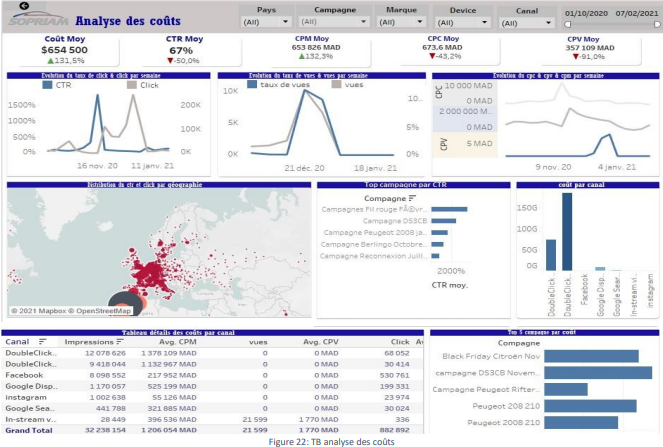 SOPRIAM Analyse des coûts
Pays Campagne Marque Device Canal
(All) (All) (All) (All) (All) 01/10/2020 07/02/2021
Coût Moy CTR Moy CPM Moy CPC Moy CPV Moy
$654 500 67% 653 826 MAD 673,6 MAD 357 109 MAD
▲131,5% ▼-50,0% ▲132,3% ▼-43,2% ▼-91,0%
Evolution du taux de click & click par semaine
CTR Click
1500%
1000%
500%
0%
200K
100K
0K
16 nov. 20 11 janv. 21
Evolution du taux de vues & vues par semaine
taux de vues vues
10K
5K
0K
10..
5%
0%
21 déc. 20 18 janv. 21
Evolution du cpc & cpv & cpm par semaine
CPC
10 000 MAD
0 MAD
2 000 000 M..
0 MAD
CPV
5 MAD
9 nov. 20 4 janv. 21
Distribution du ctr et click par géographie
© 2021 Mapbox © OpenStreetMap
Top campagne par CTR
Campagne
Campagnes Fil rouge FÃ©vr..
Campagne DS3CB
Campagne Peugeot 2008 ja..
Campagne Berlingo Octobre..
Campagne Reconnexion Juill..
2000%
CTR moy.
coût par canal
150G
100G
50G
0G
DoubleClick..
DoubleClick..
Facebook
Google Disp..
Google Sear..
In-stream vi..
instagram
Tableau détails des coûts par canal
Canal Impressions Avg. CPM vues Avg. CPV Click Av
DoubleClick.. 12 078 626 1 378 109 MAD 0 0 MAD 68 052
DoubleClick.. 9 418 044 1 132 967 MAD 0 0 MAD 30 414
Facebook 8 098 552 217 952 MAD 0 0 MAD 530 761
Google Disp.. 1 170 057 525 199 MAD 0 0 MAD 199 331
instagram 1 002 638 55 126 MAD 0 0 MAD 23 974
Google Sea.. 441 788 321 885 MAD 0 0 MAD 30 024
In-stream v.. 28 449 396 536 MAD 21 599 1 770 MAD 336
Grand Total 32 238 154 1 206 054 MAD 21 599 1 770 MAD 882 892
Top 5 campagne par coût
Campagne
Black Friday Citroën Nov
campagne DS3CB Novem..
Campagne Peugeot Rifter..
Peugeot 208 210
Peugeot 2008 210
Figure 22: TB analyse des coûts